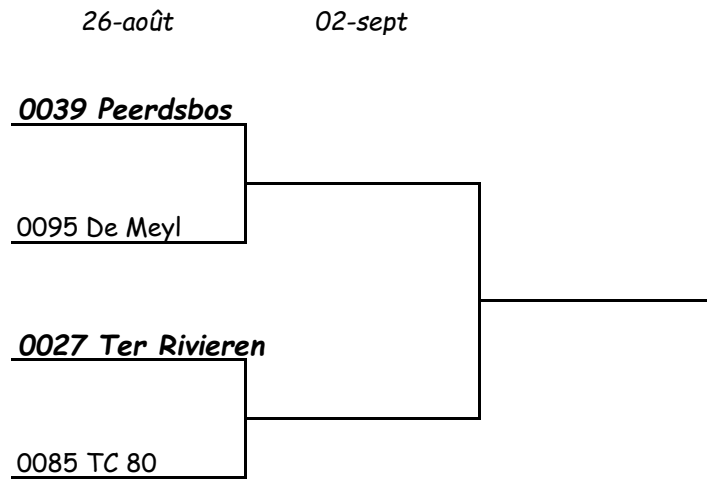 26-août 02-sept
0039 Peerdsbos
0095 De Meyl
0027 Ter Rivieren
0085 TC 80